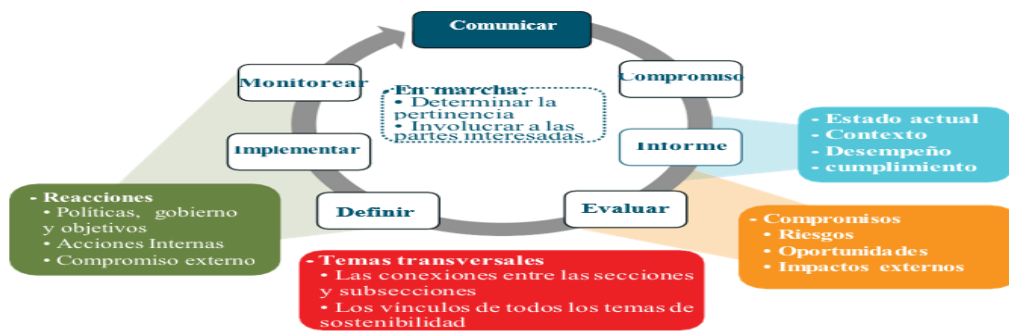 Comunicar
Compromiso
Informe
Evaluar
Definir
Implementar
Monitorear
- En marcha:
• Determinar la
pertinencia
• Involucrar a las
partes interesadas
- Estado actual
- Contexto
- Desempeño
- cumplimiento
- Compromisos
• Riesgos
• Oportunidades
• Impactos externos
- Temas transversales
• Las conexiones entre las secciones
y subsecciones
• Los vínculos de todos los temas de
sostenibilidad
- Reacciones
• Políticas, gobierno
y objetivos
• Acciones Internas
• Compromiso externo